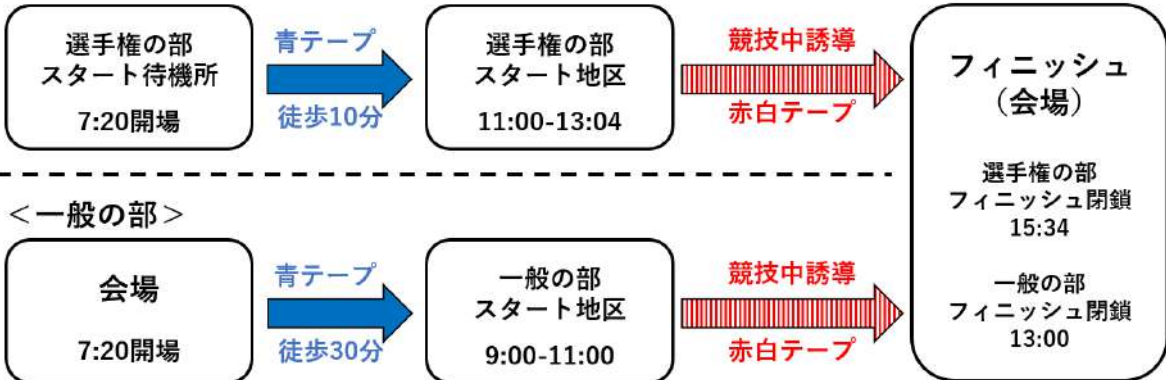 選手権の部
スタート待機所
7:20開場
青テープ
徒歩10分
選手権の部
スタート地区
11:00-13:04
競技中誘導
赤白テープ
フィニッシュ
（会場）
選手権の部
フィニッシュ閉鎖
15:34
一般の部
フィニッシュ閉鎖
13:00
＜一般の部＞
会場
7:20開場
青テープ
徒歩30分
一般の部
スタート地区
9:00-11:00
競技中誘導
赤白テープ